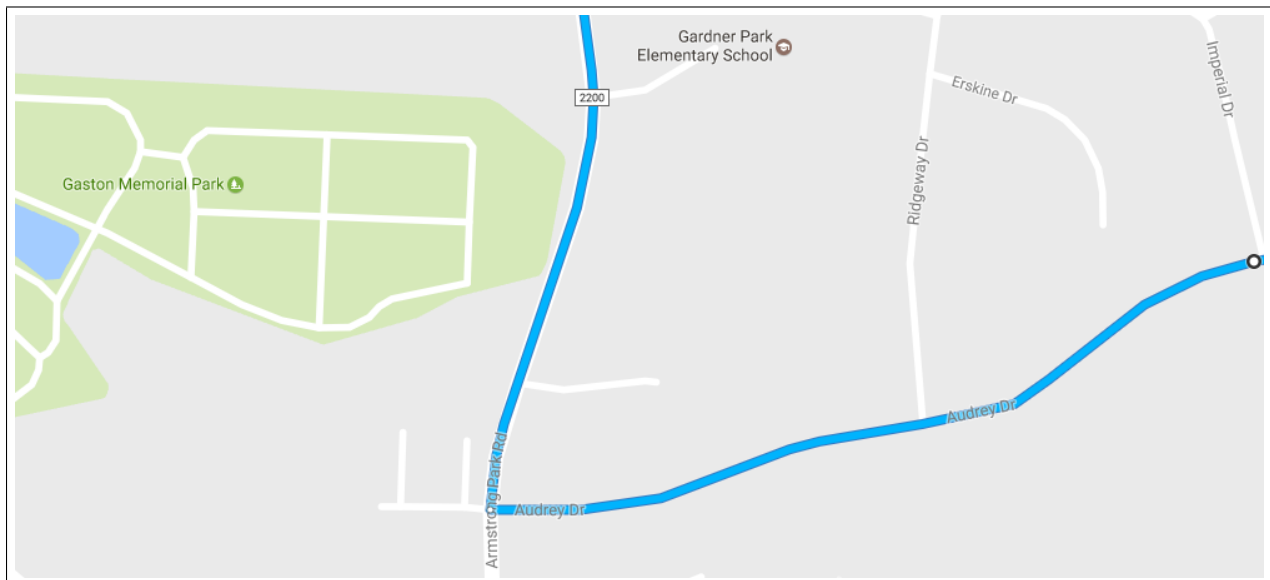 Gardner Park
Elementary School
2200
Erskine Dr
Imperial Dr
Ridgeway Dr
Gaston Memorial Park
Audrey Dr
Armstrong Park Rd
Audrey Dr